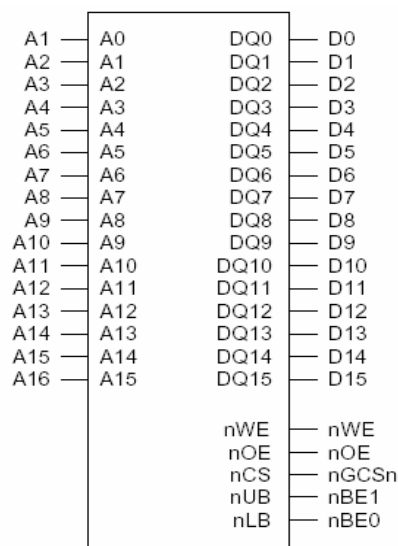 A1 A0 DQ0 D0
A2 A1 DQ1 D1
A3 A2 DQ2 D2
A4 A3 DQ3 D3
A5 A4 DQ4 D4
A6 A5 DQ5 D5
A7 A6 DQ6 D6
A8 A7 DQ7 D7
A9 A8 DQ8 D8
A10 A9 DQ9 D9
A11 A10 DQ10 D10
A12 A11 DQ11 D11
A13 A12 DQ12 D12
A14 A13 DQ13 D13
A15 A14 DQ14 D14
A16 A15 DQ15 D15
nWE nWE
nOE nOE
nCS nGCSn
nUB nBE1
nLB nBE0